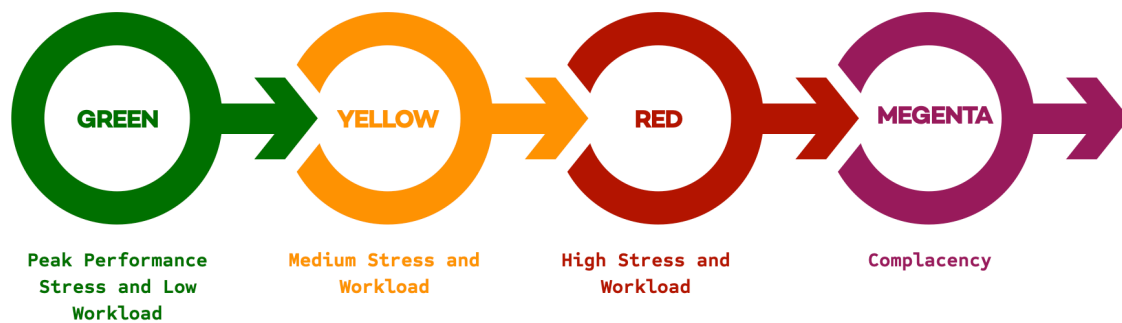 GREEN
YELLOW
RED
MEGENTA
Peak Performance
Stress and Low
Workload
Medium Stress and
Workload
High Stress and
Workload
Complacency